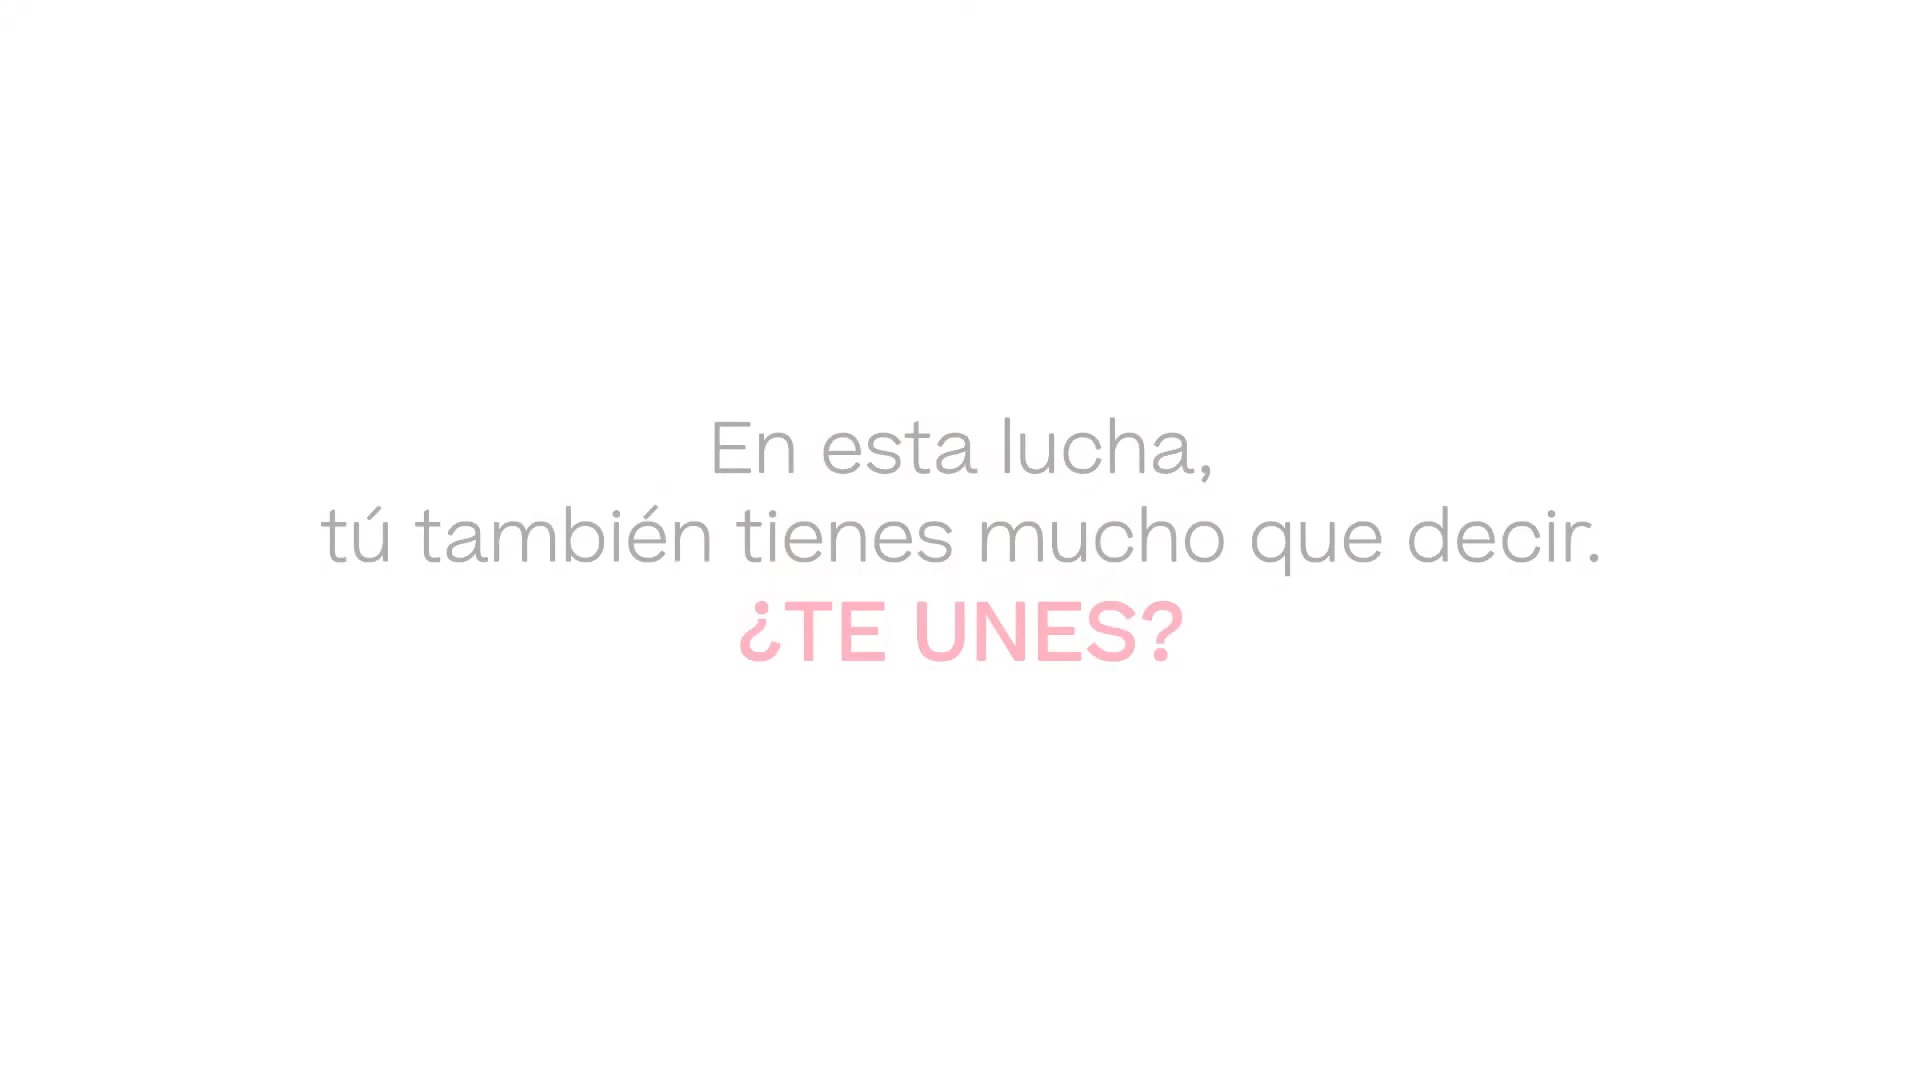 En esta lucha,
tú también tienes mucho que decir.
¿TE UNES?